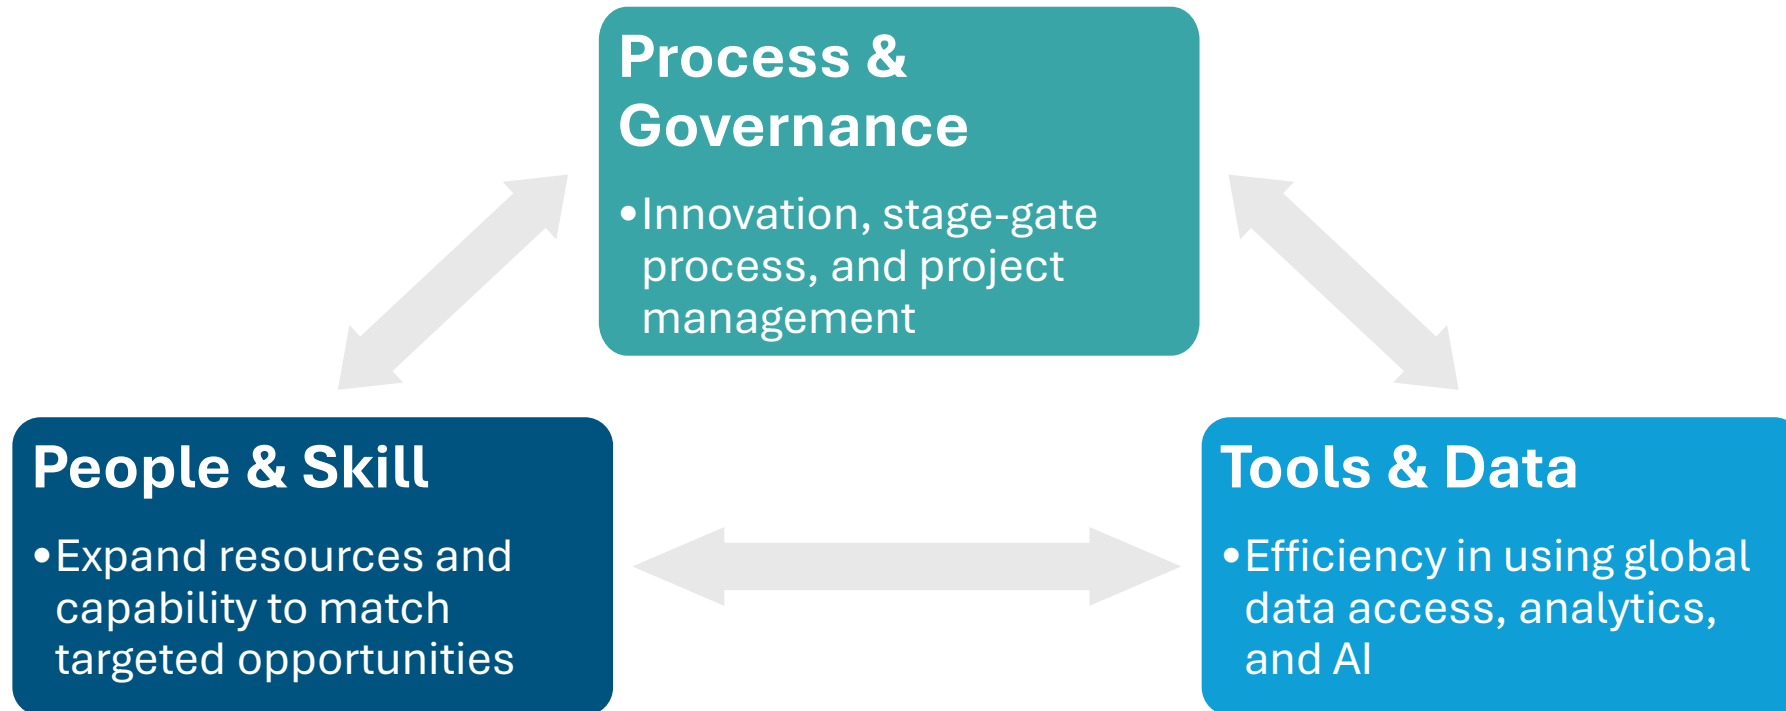 Process &
Governance
•Innovation, stage-gate
process, and project
management
People & Skill
•Expand resources and
capability to match
targeted opportunities
Tools & Data
•Efficiency in using global
data access, analytics,
and AI